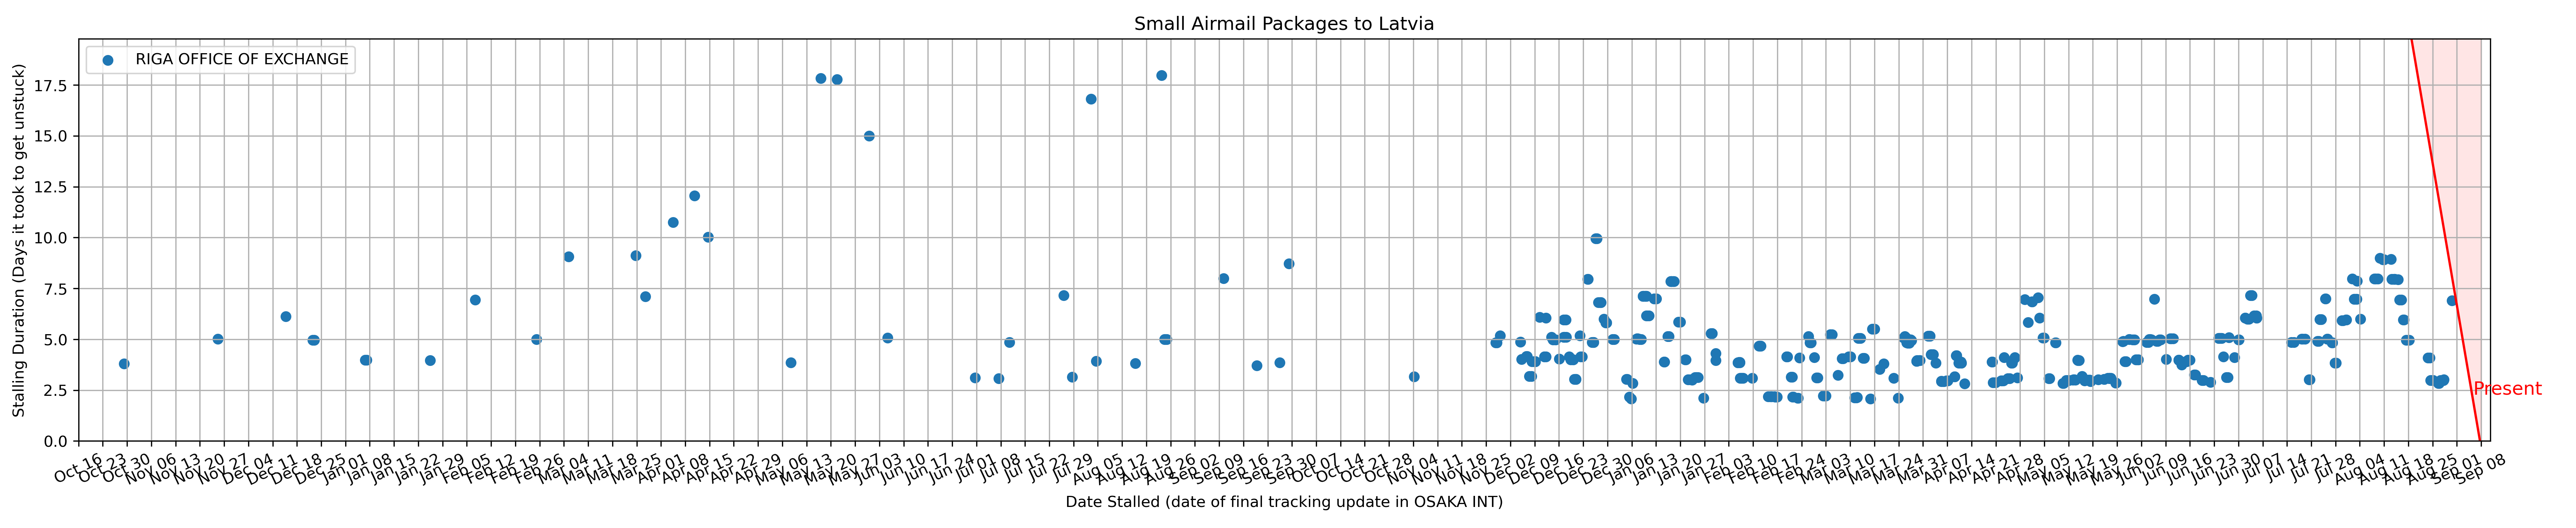 Small Airmail Packages to Latvia
RIGA OFFICE OF EXCHANGE
Stalling Duration (Days it took to get unstuck)
17.5
15.0
12.5
10.0
7.5
5.0
2.5
0.0
Present
Oct 16 Oct 23 Oct 30 Nov 06 Nov 13 Nov 20 Nov 27 Dec 04 Dec 11 Dec 18 Dec 25 Jan 01 Jan 08 Jan 15 Jan 22 Jan 29 Feb 05 Feb 12 Feb 19 Feb 26 Mar 04 Mar 11 Mar 18 Mar 25 Apr 01 Apr 08 Apr 15 Apr 22 Apr 29 May 06 May 13 May 20 May 27 Jun 03 Jun 10 Jun 17 Jun 24 Jul 01 Jul 08 Jul 15 Jul 22 Jul 29 Aug 05 Aug 12 Aug 19 Aug 26 Sep 02 Sep 09 Sep 16 Sep 23 Sep 30 Oct 07 Oct 14 Oct 21 Oct 28 Nov 04 Nov 11 Nov 18 Nov 25 Dec 02 Dec 09 Dec 16 Dec 23 Dec 30 Jan 06 Jan 13 Jan 20 Jan 27 Feb 03 Feb 10 Feb 17 Feb 24 Mar 03 Mar 10 Mar 17 Mar 24 Mar 31 Apr 07 Apr 14 Apr 21 Apr 28 May 05 May 12 May 19 May 26 Jun 02 Jun 09 Jun 16 Jun 23 Jun 30 Jul 07 Jul 14 Jul 21 Jul 28 Aug 04 Aug 11 Aug 18 Aug 25 Sep 01 Sep 08
Date Stalled (date of final tracking update in OSAKA INT)